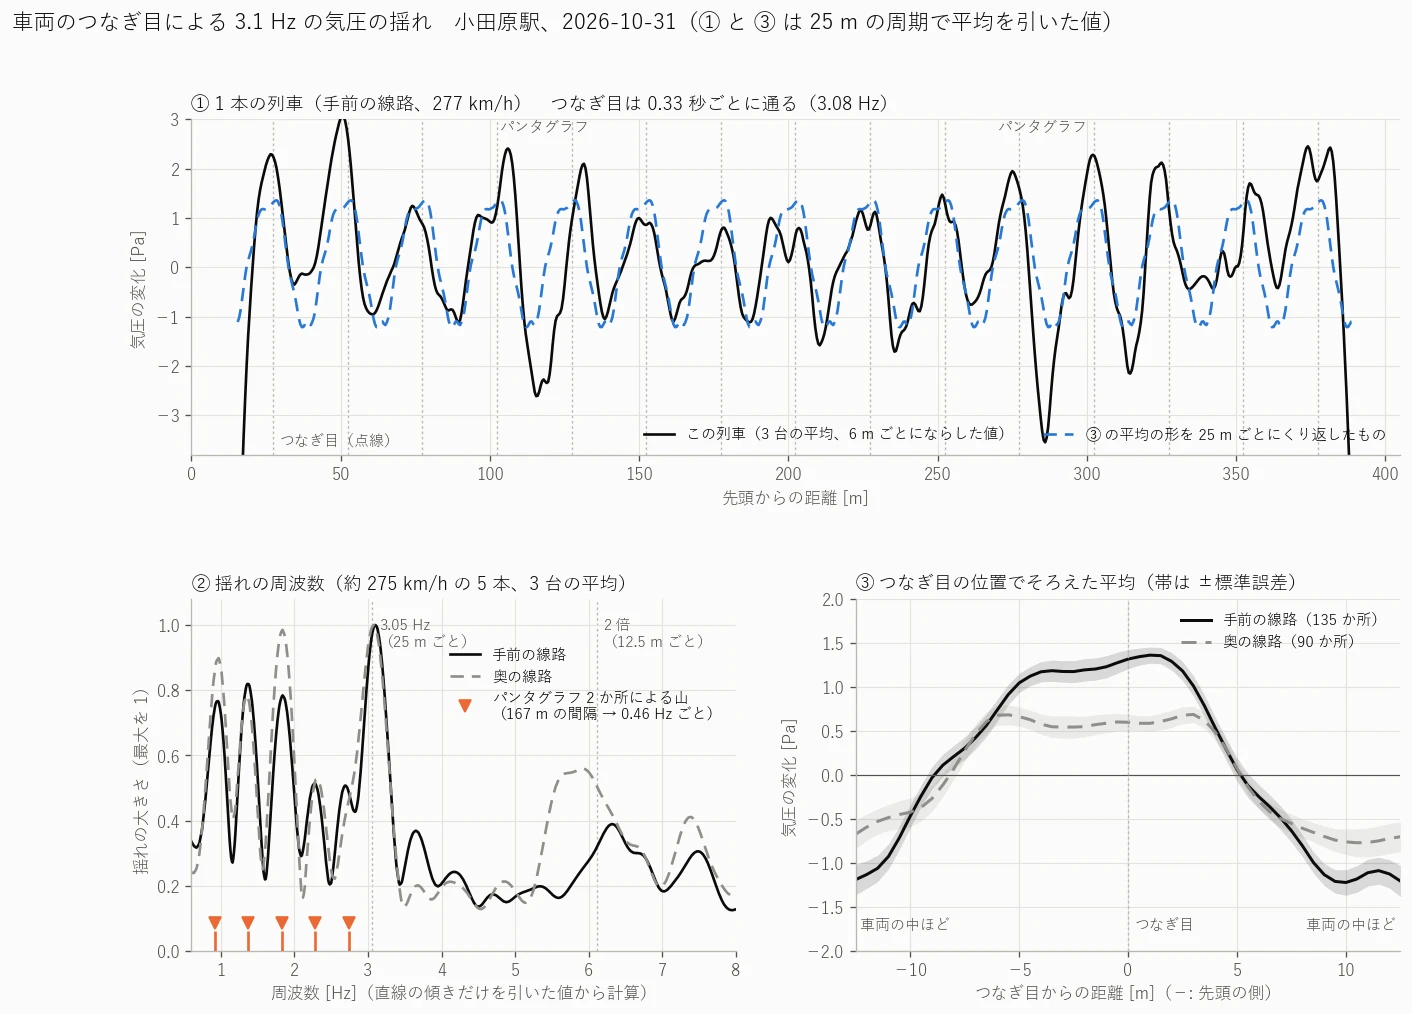 車両のつなぎ目による 3.1 Hz の気圧の揺れ　小田原駅、2026-10-31（① と ③ は 25 m の周期で平均を引いた値）
① 1 本の列車（手前の線路、277 km/h）　つなぎ目は 0.33 秒ごとに通る（3.08 Hz）
パンタグラフ
パンタグラフ
3
2
1
0
−1
−2
−3
気圧の変化 [Pa]
つなぎ目（点線）
この列車（3 台の平均、6 m ごとにならした値）
③ の平均の形を 25 m ごとにくり返したもの
0 50 100 150 200 250 300 350 400
先頭からの距離 [m]
② 揺れの周波数（約 275 km/h の 5 本、3 台の平均）
3.05 Hz
（25 m ごと）
2 倍
（12.5 m ごと）
手前の線路
奥の線路
パンタグラフ 2 か所による山
（167 m の間隔 → 0.46 Hz ごと）
1.0
0.8
0.6
0.4
0.2
0.0
揺れの大きさ（最大を 1）
1 2 3 4 5 6 7 8
周波数 [Hz]（直線の傾きだけを引いた値から計算）
③ つなぎ目の位置でそろえた平均（帯は ±標準誤差）
手前の線路（135 か所）
奥の線路（90 か所）
2.0
1.5
1.0
0.5
0.0
−0.5
−1.0
−1.5
−2.0
気圧の変化 [Pa]
車両の中ほど
つなぎ目
車両の中ほど
−10 −5 0 5 10
つなぎ目からの距離 [m]（−: 先頭の側）